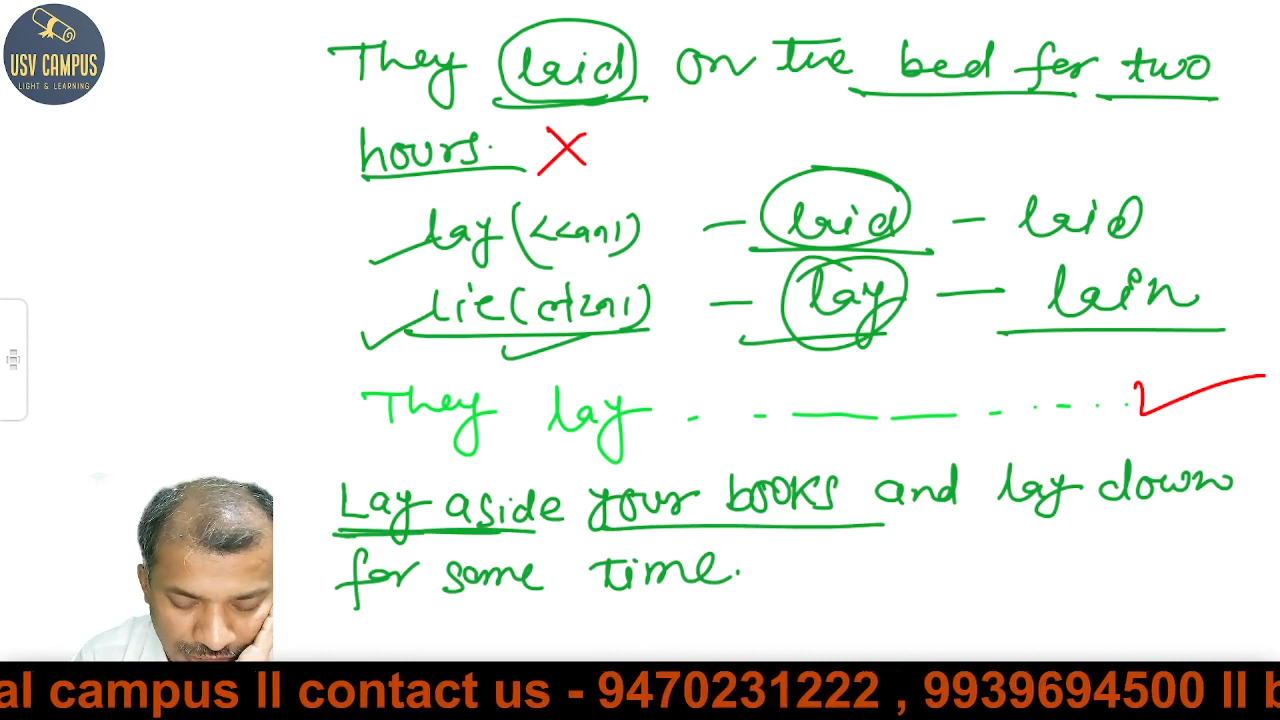 USV CAMPUS
LIGHT & LEARNING
They laid on the bed for two
hours.
lay (रखना) - laid - laid
lie (लेटना) - lay - lain
They lay
Lay aside your books and lay down
for some time.
al campus II contact us - 9470231222 , 9939694500 II b